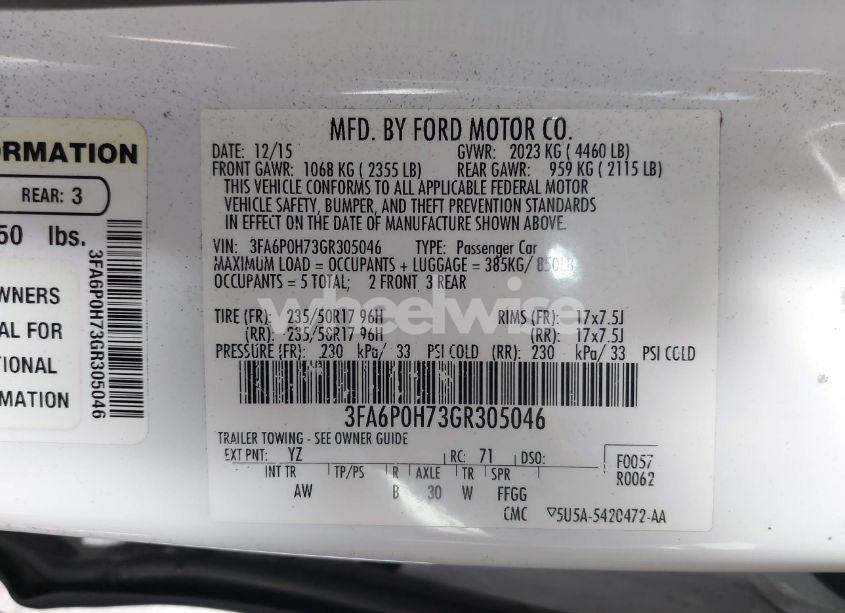 ORMATION
REAR: 3
50 lbs.
WNERS
AL FOR
TIONAL
RMATION
3FA6P0H73GR305046
MFD. BY FORD MOTOR CO.
DATE: 12/15 GVWR: 2023 KG ( 4460 LB)
FRONT GAWR: 1068 KG ( 2355 LB) REAR GAWR: 959 KG ( 2115 LB)
THIS VEHICLE CONFORMS TO ALL APPLICABLE FEDERAL MOTOR
VEHICLE SAFETY, BUMPER, AND THEFT PREVENTION STANDARDS
IN EFFECT ON THE DATE OF MANUFACTURE SHOWN ABOVE.
VIN: 3FA6P0H73GR305046 TYPE: Passenger Car
MAXIMUM LOAD = OCCUPANTS + LUGGAGE = 385KG/ 850LB
OCCUPANTS = 5 TOTAL; 2 FRONT 3 REAR
wheelwise
TIRE (FR): 235/50R17 96H RIMS (FR): 17x7.5J
(RR): 235/50R17 96H (RR): 17x7.5J
PRESSURE (FR): 230 kPa/ 33 PSI COLD (RR): 230 kPa/ 33 PSI COLD
3FA6P0H73GR305046
TRAILER TOWING - SEE OWNER GUIDE
EXT PNT: YZ RC: 71 DSO: F0057
R0062
INT TR TP/PS R AXLE TR SPR
AW B 30 W FFGG
CMC ▽5U5A-5420472-AA